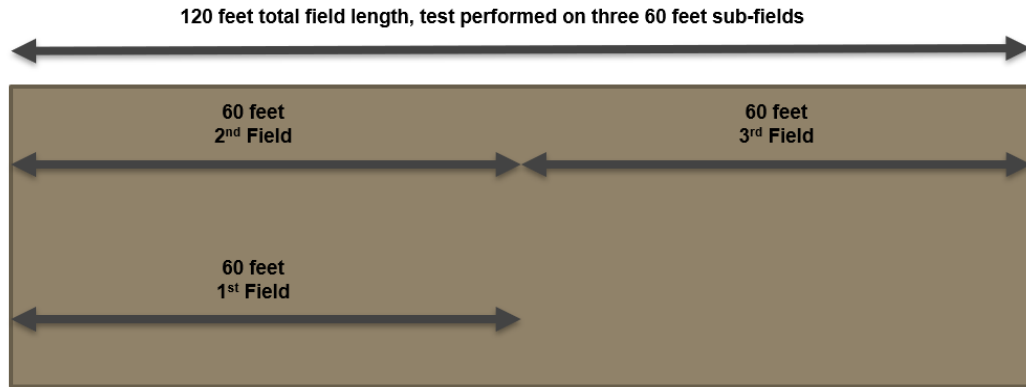 120 feet total field length, test performed on three 60 feet sub-fields
60 feet
2nd Field
60 feet
3rd Field
60 feet
1st Field